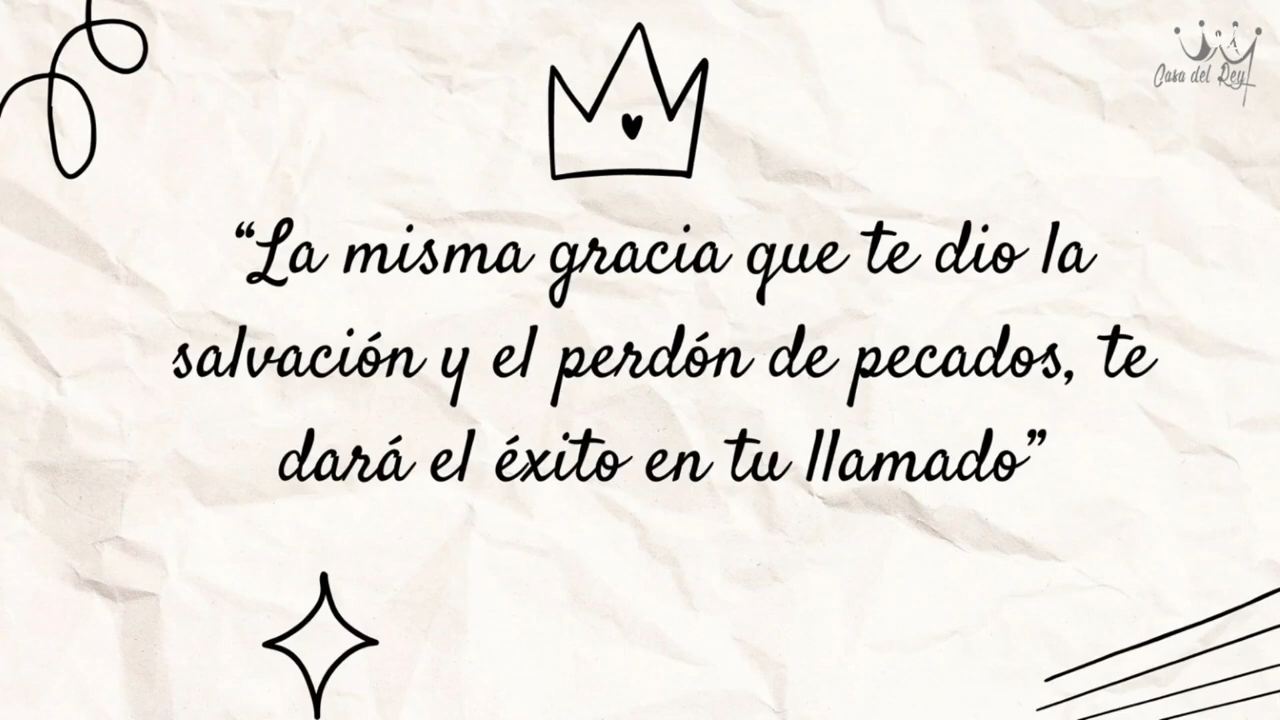 Casa del Rey
“La misma gracia que te dio la
salvación y el perdón de pecados, te
dará el éxito en tu llamado”